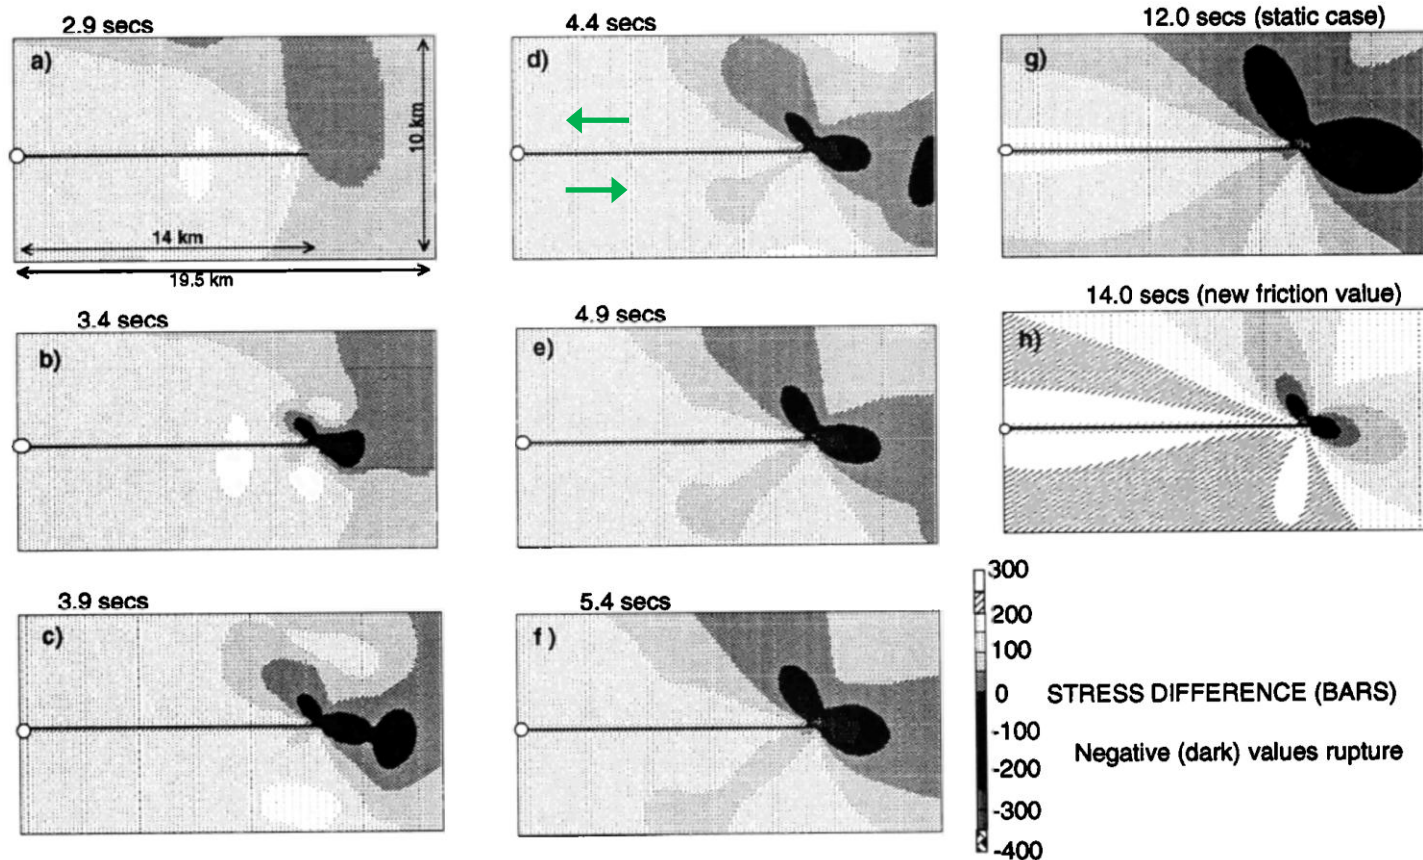 2.9 secs
a)
10 km
14 km
19.5 km
3.4 secs
b)
3.9 secs
c)
4.4 secs
d)
4.9 secs
e)
5.4 secs
f)
12.0 secs (static case)
g)
14.0 secs (new friction value)
h)
300
200
100
0
-100
-200
-300
-400
STRESS DIFFERENCE (BARS)
Negative (dark) values rupture